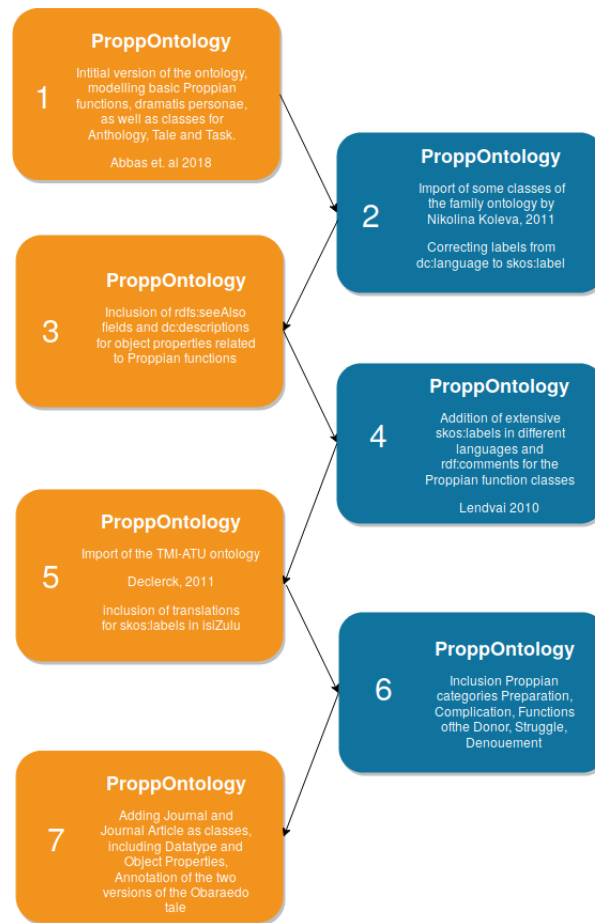 1
ProppOntology
Intitial version of the ontology,
modelling basic Proppian
functions, dramatis personae,
as well as classes for
Anthology, Tale and Task.
Abbas et. al 2018
2
ProppOntology
Import of some classes of
the family ontology by
Nikolina Koleva, 2011
Correcting labels from
dc:language to skos:label
3
ProppOntology
Inclusion of rdfs:seeAlso
fields and dc:descriptions
for object properties related
to Proppian functions
4
ProppOntology
Addition of extensive
skos:labels in different
languages and
rdf:comments for the
Proppian function classes
Lendvai 2010
5
ProppOntology
Import of the TMI-ATU ontology
Declerck, 2011
inclusion of translations
for skos:labels in isiZulu
6
ProppOntology
Inclusion Proppian
categories Preparation,
Complication, Functions
ofthe Donor, Struggle,
Denouement
7
ProppOntology
Adding Journal and
Journal Article as classes,
including Datatype and
Object Properties,
Annotation of the two
versions of the Obaraedo
tale